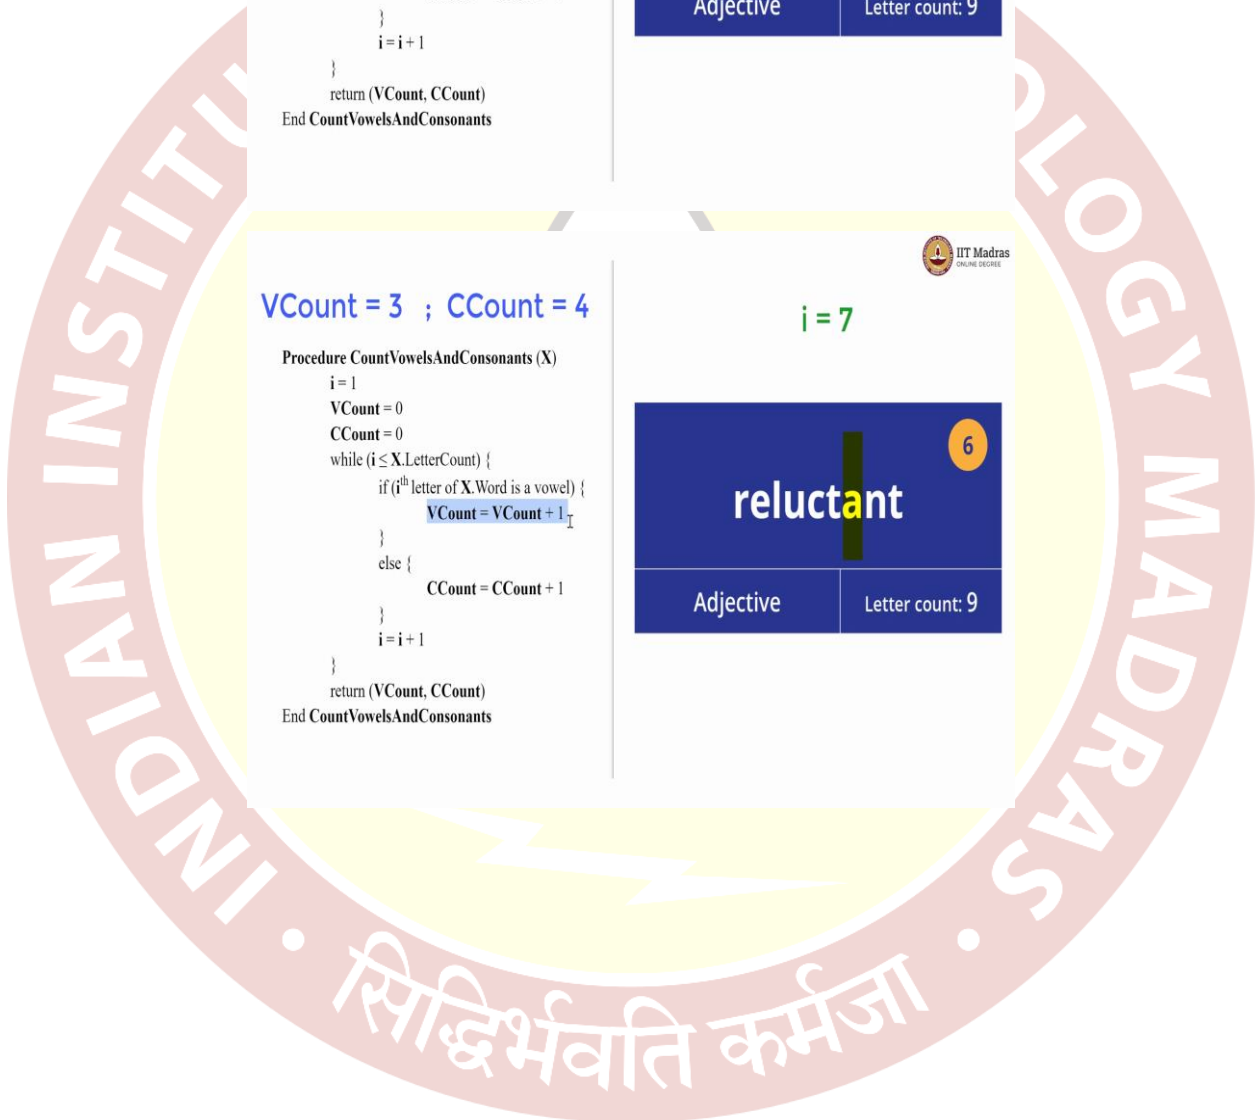 Adjective
Letter count: 9
}
i = i + 1
}
return (VCount, CCount)
End CountVowelsAndConsonants
IIT Madras
ONLINE DEGREE
VCount = 3 ; CCount = 4
i = 7
Procedure CountVowelsAndConsonants (X)
i = 1
VCount = 0
CCount = 0
while (i ≤ X.LetterCount) {
if (ith letter of X.Word is a vowel) {
VCount = VCount + 1
}
else {
CCount = CCount + 1
}
i = i + 1
}
return (VCount, CCount)
End CountVowelsAndConsonants
6
reluctant
Adjective
Letter count: 9
INDIAN INSTITU
OLOGY MADRAS
सिद्धिर्भवति कर्मजा